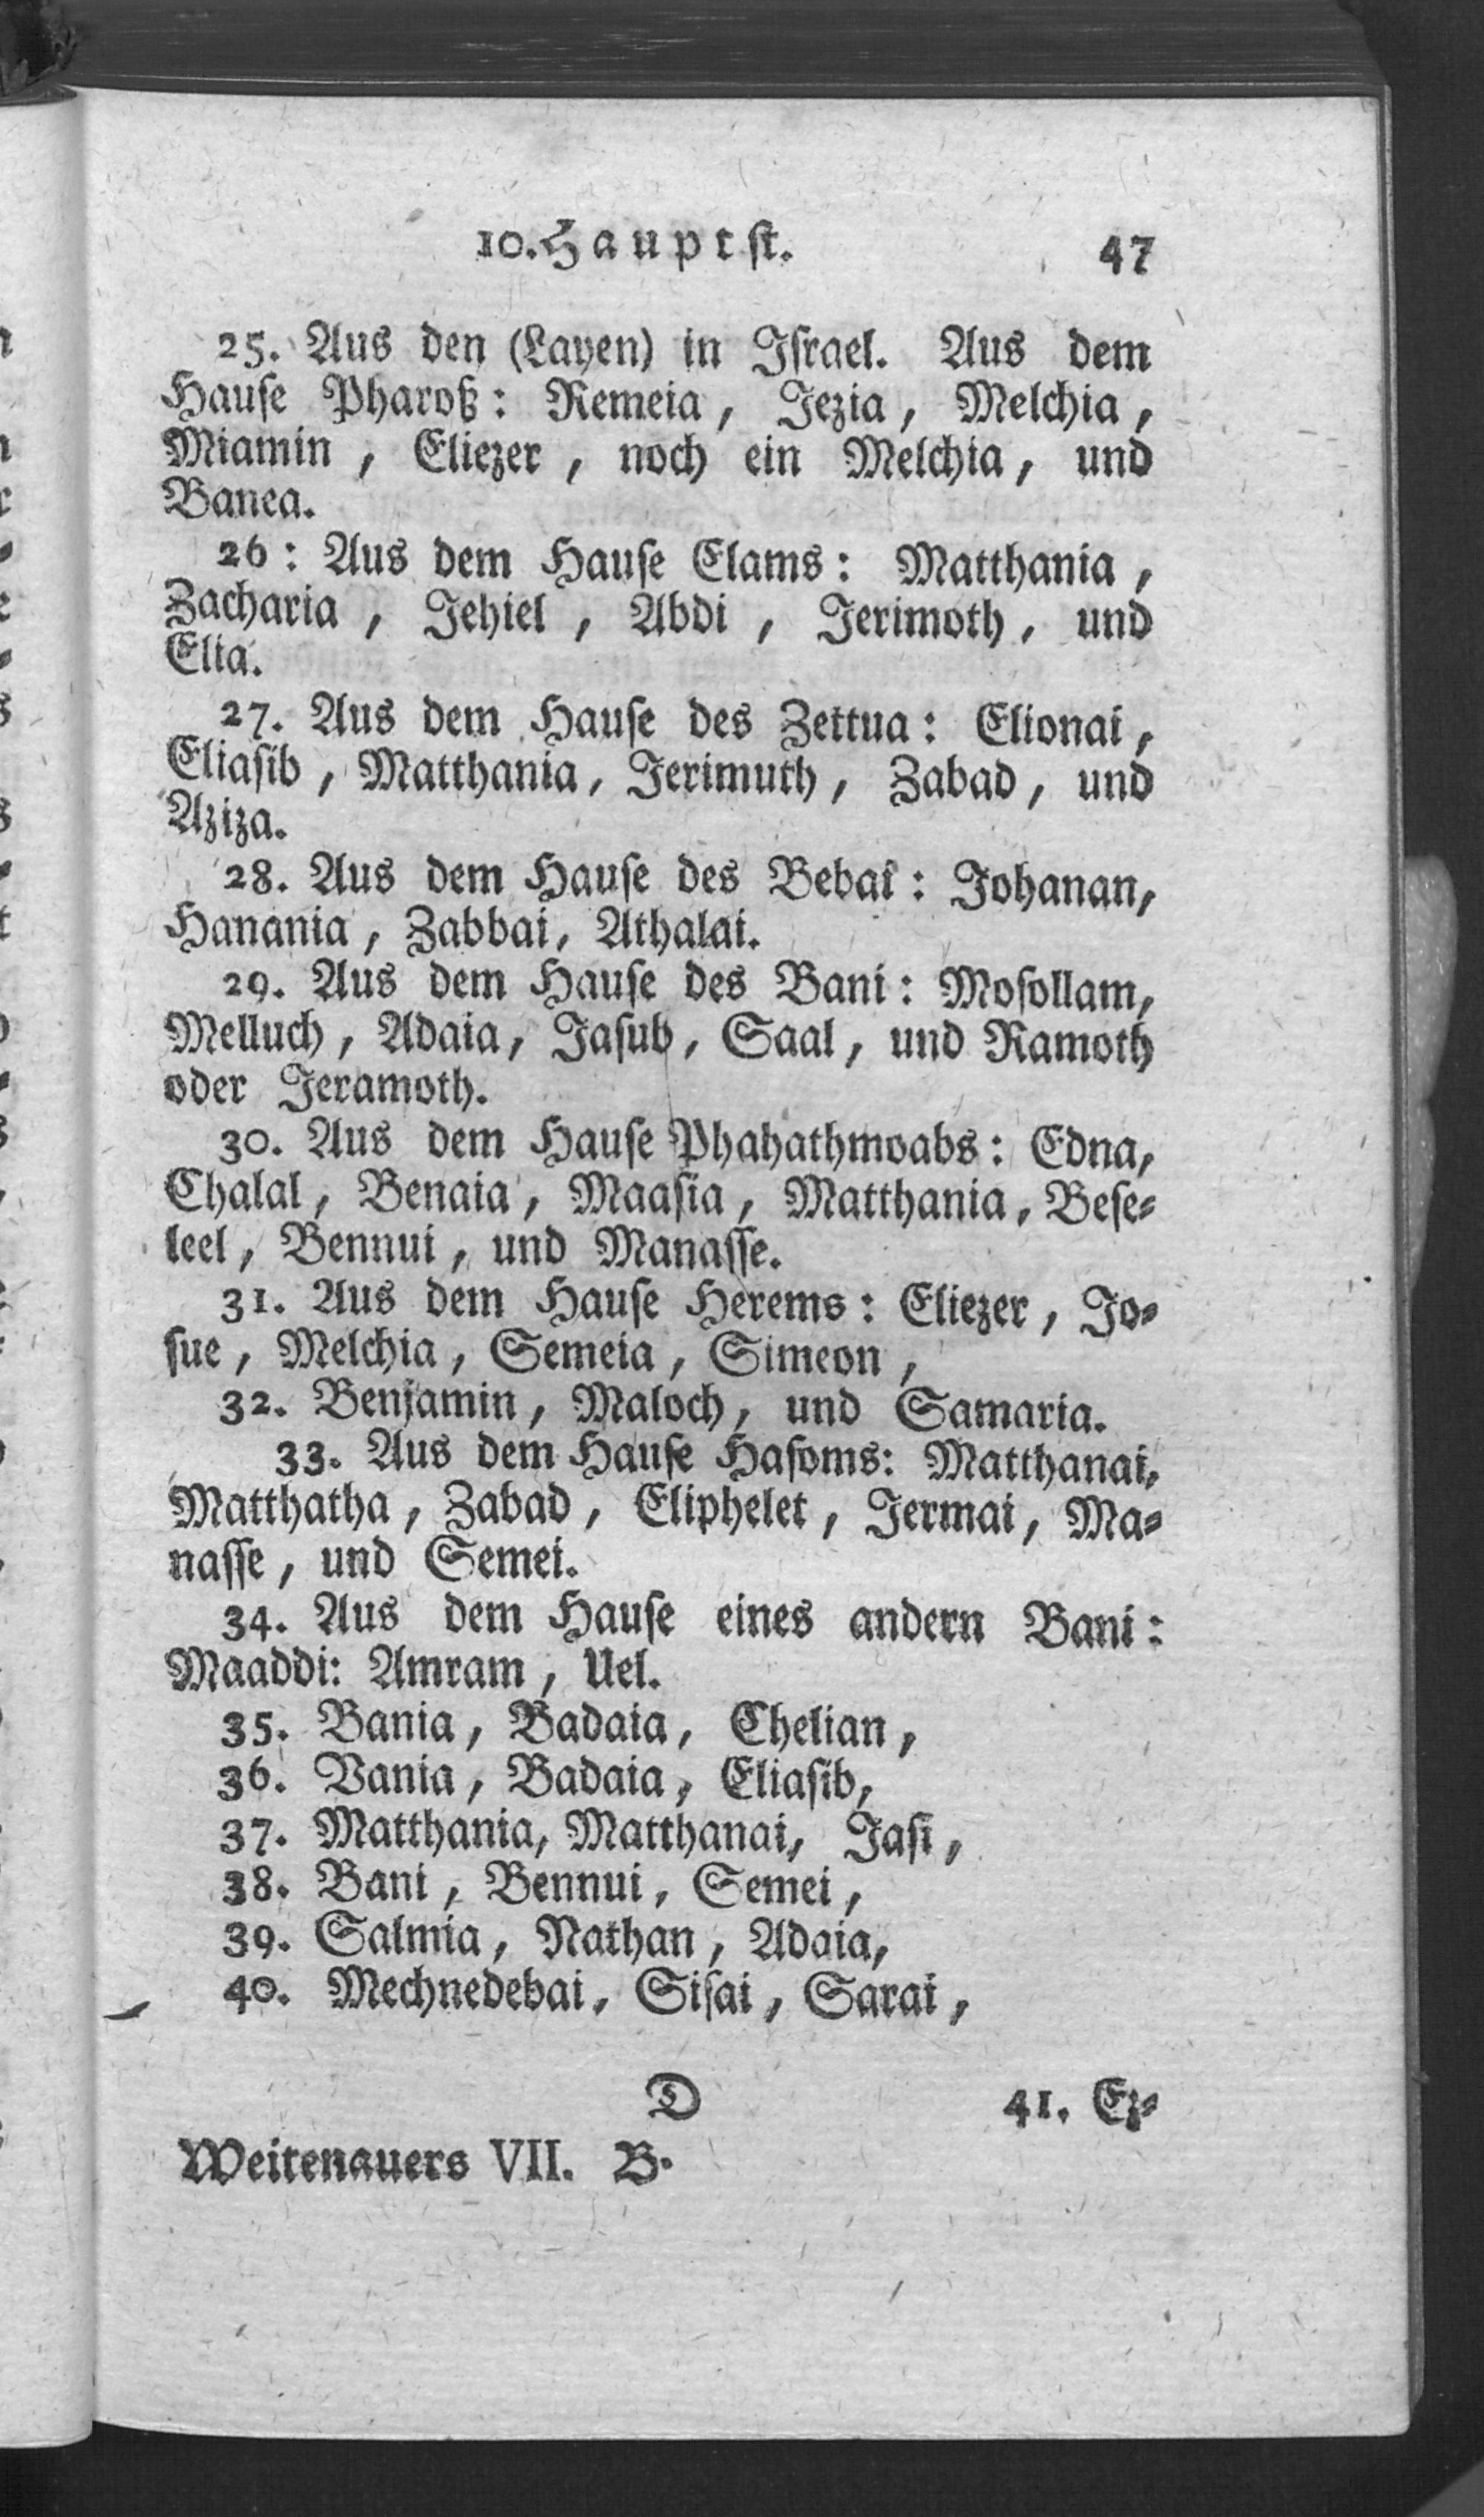 10. Hauptst. 47
25. Aus den (Layen) in Israel. Aus dem
Hause Pharoß: Remeia, Jezia, Melchia,
Miamin, Eliezer, noch ein Melchia, und
Banea.
26: Aus dem Hause Elams: Matthania,
Zacharia, Jehiel, Abdi, Jerimoth, und
Elia.
27. Aus dem Hause des Zettua: Elionai,
Eliasib, Matthania, Jerimuth, Zabad, und
Aziza.
28. Aus dem Hause des Bebai: Johanan,
Hanania, Zabbai, Athalai.
29. Aus dem Hause des Bani: Mosollam,
Melluch, Adaia, Jasub, Saal, und Ramoth
oder Jeramoth.
30. Aus dem Hause Phahathmoabs: Edna,
Chalal, Benaia, Maasia, Matthania, Bese-
leel, Bennui, und Manasse.
31. Aus dem Hause Herems: Eliezer, Jo-
sue, Melchia, Semeia, Simeon,
32. Benjamin, Maloch, und Samaria.
33. Aus dem Hause Hasoms: Matthanai,
Matthatha, Zabad, Eliphelet, Jermai, Ma-
nasse, und Semei.
34. Aus dem Hause eines andern Bani:
Maaddi: Amram, Uel.
35. Bania, Badaia, Chelian,
36. Vania, Badaia, Eliasib,
37. Matthania, Matthanai, Jasi,
38. Bani, Bennui, Semei,
39. Salmia, Nathan, Adaia,
40. Mechnedebai, Sisai, Sarai,
D 41. Ez-
Weitenauers VII. B.